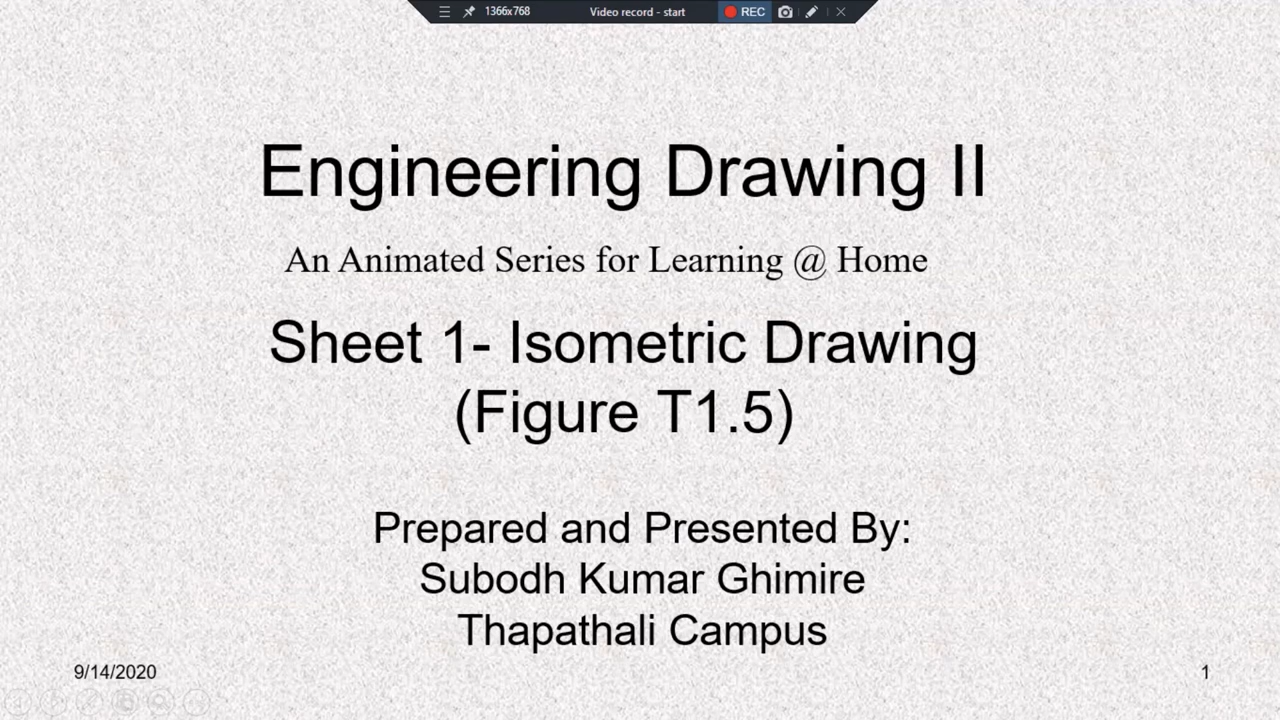 1366x768 Video record - start REC
Engineering Drawing II
An Animated Series for Learning @ Home
Sheet 1- Isometric Drawing
(Figure T1.5)
Prepared and Presented By:
Subodh Kumar Ghimire
Thapathali Campus
9/14/2020 1